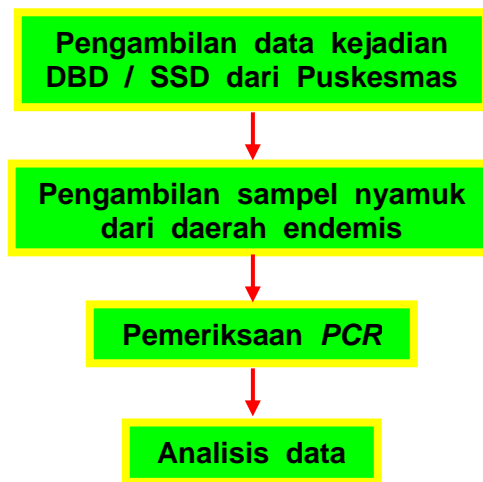 Pengambilan data kejadian
DBD / SSD dari Puskesmas
Pengambilan sampel nyamuk
dari daerah endemis
Pemeriksaan PCR
Analisis data